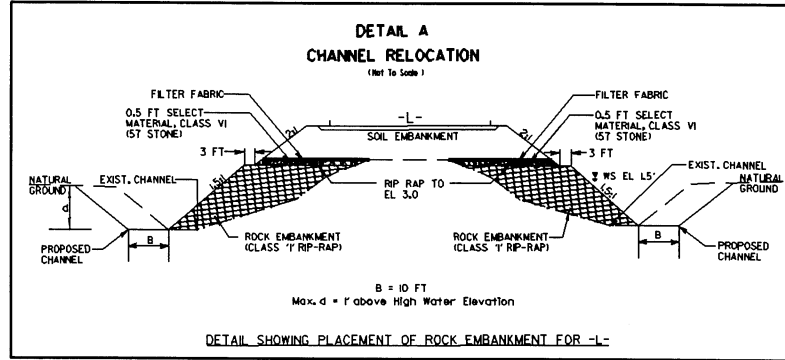 DETAIL A
CHANNEL RELOCATION
(Not To Scale)
FILTER FABRIC
0.5 FT SELECT
MATERIAL, CLASS VI
(57 STONE)
3 FT
2:1
-L-
SOIL EMBANKMENT
2:1
FILTER FABRIC
0.5 FT SELECT
MATERIAL, CLASS VI
(57 STONE)
3 FT
NATURAL
GROUND
EXIST. CHANNEL
1.5:1
RIP RAP TO
EL 3.0
WS EL 1.5'
1.5:1
EXIST. CHANNEL
NATURAL
GROUND
d
PROPOSED
CHANNEL
B
ROCK EMBANKMENT
(CLASS '1' RIP-RAP)
ROCK EMBANKMENT
(CLASS '1' RIP-RAP)
B
PROPOSED
CHANNEL
B = 10 FT
Max. d = 1' above High Water Elevation
DETAIL SHOWING PLACEMENT OF ROCK EMBANKMENT FOR -L-